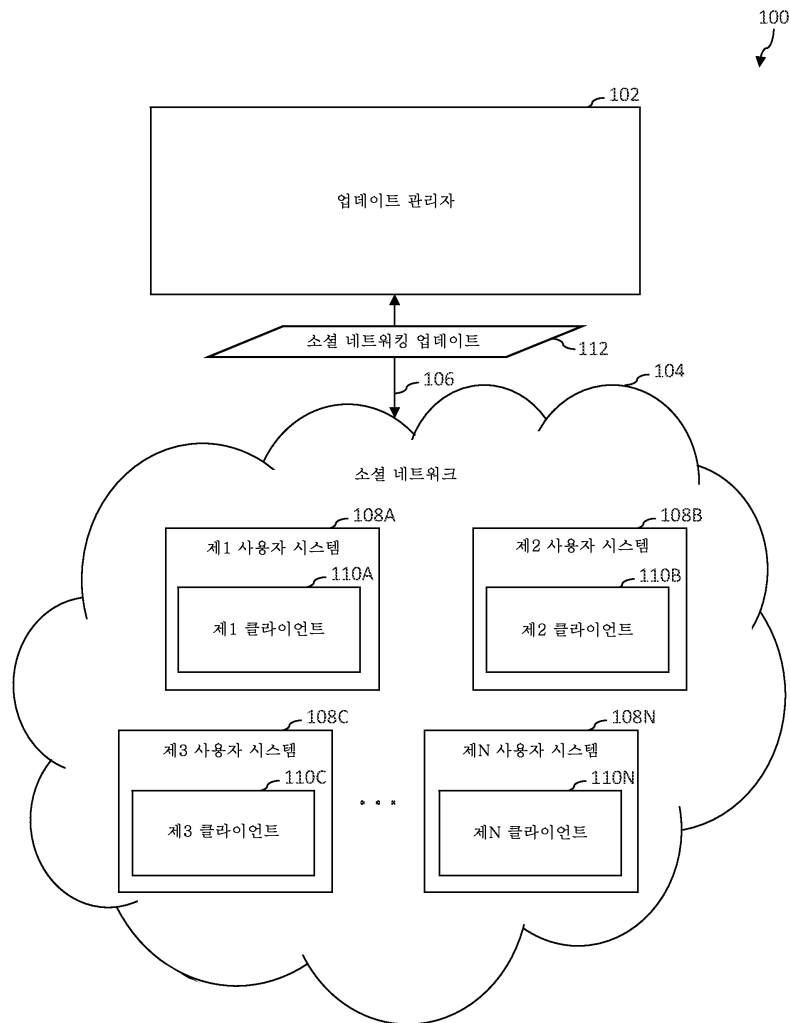 100
102
업데이트 관리자
소셜 네트워킹 업데이트
112
106
104
소셜 네트워크
108A
108B
제1 사용자 시스템
제2 사용자 시스템
110A
110B
제1 클라이언트
제2 클라이언트
108C
108N
제3 사용자 시스템
제N 사용자 시스템
110C
110N
제3 클라이언트
제N 클라이언트